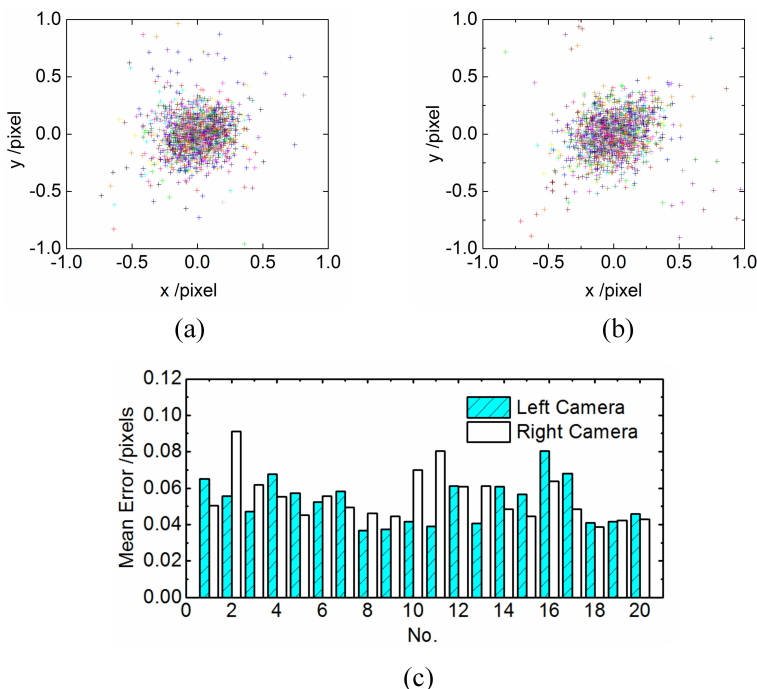 1.0
0.5
0.0
-0.5
-1.0
y /pixel
-1.0 -0.5 0.0 0.5 1.0
x /pixel
(a)
1.0
0.5
0.0
-0.5
-1.0
y /pixel
-1.0 -0.5 0.0 0.5 1.0
x /pixel
(b)
0.12
0.10
0.08
0.06
0.04
0.02
0.00
Mean Error /pixels
Left Camera
Right Camera
0 2 4 6 8 10 12 14 16 18 20
No.
(c)